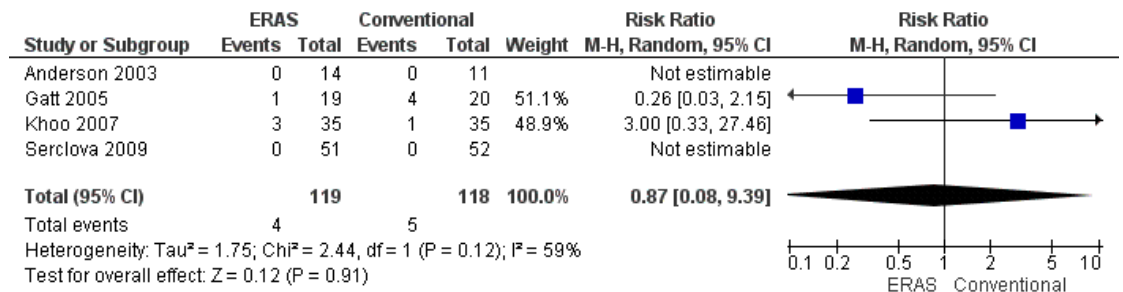 ERAS Conventional Risk Ratio Risk Ratio
Study or Subgroup Events Total Events Total Weight M-H, Random, 95% CI M-H, Random, 95% CI
Anderson 2003 0 14 0 11 Not estimable
Gatt 2005 1 19 4 20 51.1% 0.26 [0.03, 2.15]
Khoo 2007 3 35 1 35 48.9% 3.00 [0.33, 27.46]
Serclova 2009 0 51 0 52 Not estimable
Total (95% CI) 119 118 100.0% 0.87 [0.08, 9.39]
Total events 4 5
Heterogeneity: Tau² = 1.75; Chi² = 2.44, df = 1 (P = 0.12); I² = 59%
Test for overall effect: Z = 0.12 (P = 0.91)
0.1 0.2 0.5 1 2 5 10
ERAS Conventional